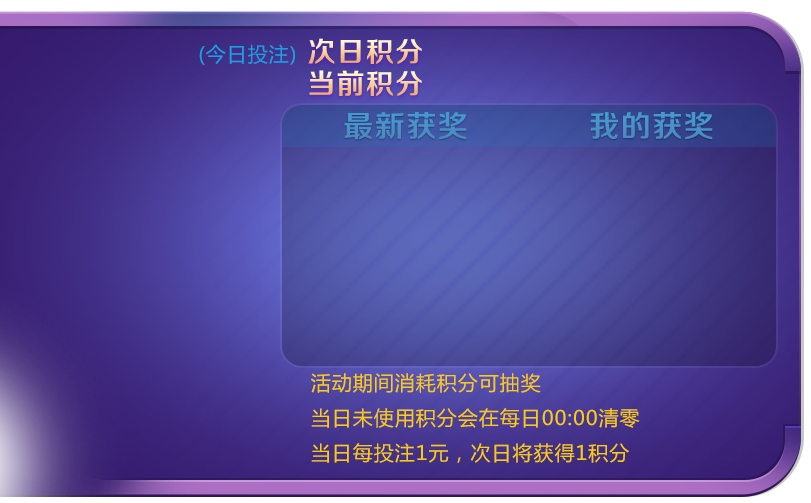 (今日投注) 次日积分
当前积分
最新获奖 我的获奖
活动期间消耗积分可抽奖
当日未使用积分会在每日00:00清零
当日每投注1元，次日将获得1积分